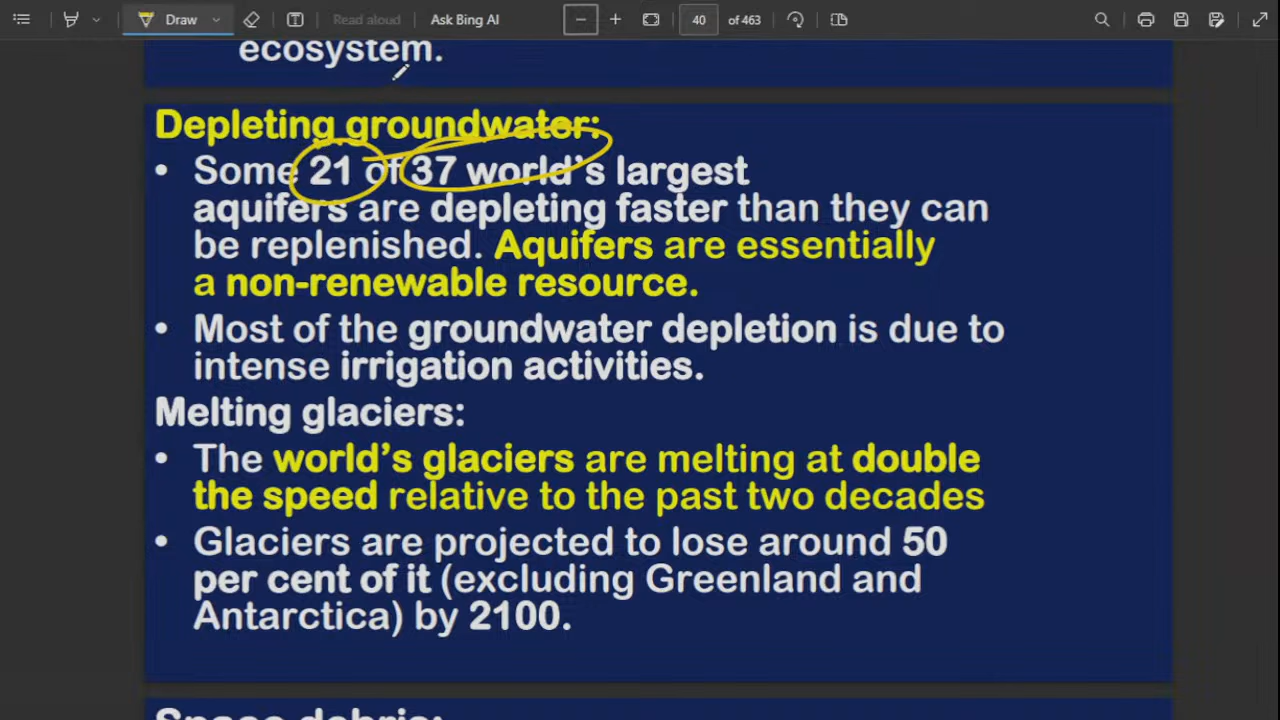 Draw
Read aloud
Ask Bing AI
40
of 463
ecosystem.
Depleting groundwater:
• Some 21 of 37 world's largest
aquifers are depleting faster than they can
be replenished. Aquifers are essentially
a non-renewable resource.
• Most of the groundwater depletion is due to
intense irrigation activities.
Melting glaciers:
• The world's glaciers are melting at double
the speed relative to the past two decades
• Glaciers are projected to lose around 50
per cent of it (excluding Greenland and
Antarctica) by 2100.
Space debris: